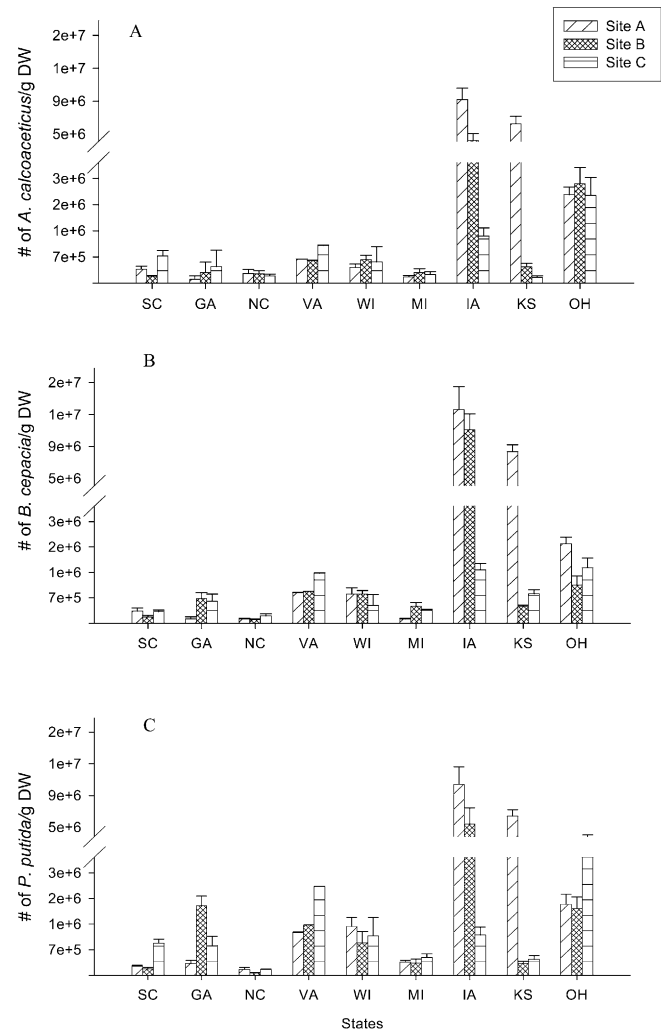 A
Site A
Site B
Site C
# of A. calcoaceticus/g DW
2e+7
1e+7
9e+6
5e+6
3e+6
2e+6
1e+6
7e+5
SC GA NC VA WI MI IA KS OH
B
# of B. cepacia/g DW
2e+7
1e+7
9e+6
5e+6
3e+6
2e+6
1e+6
7e+5
SC GA NC VA WI MI IA KS OH
C
# of P. putida/g DW
2e+7
1e+7
9e+6
5e+6
3e+6
2e+6
1e+6
7e+5
SC GA NC VA WI MI IA KS OH
States